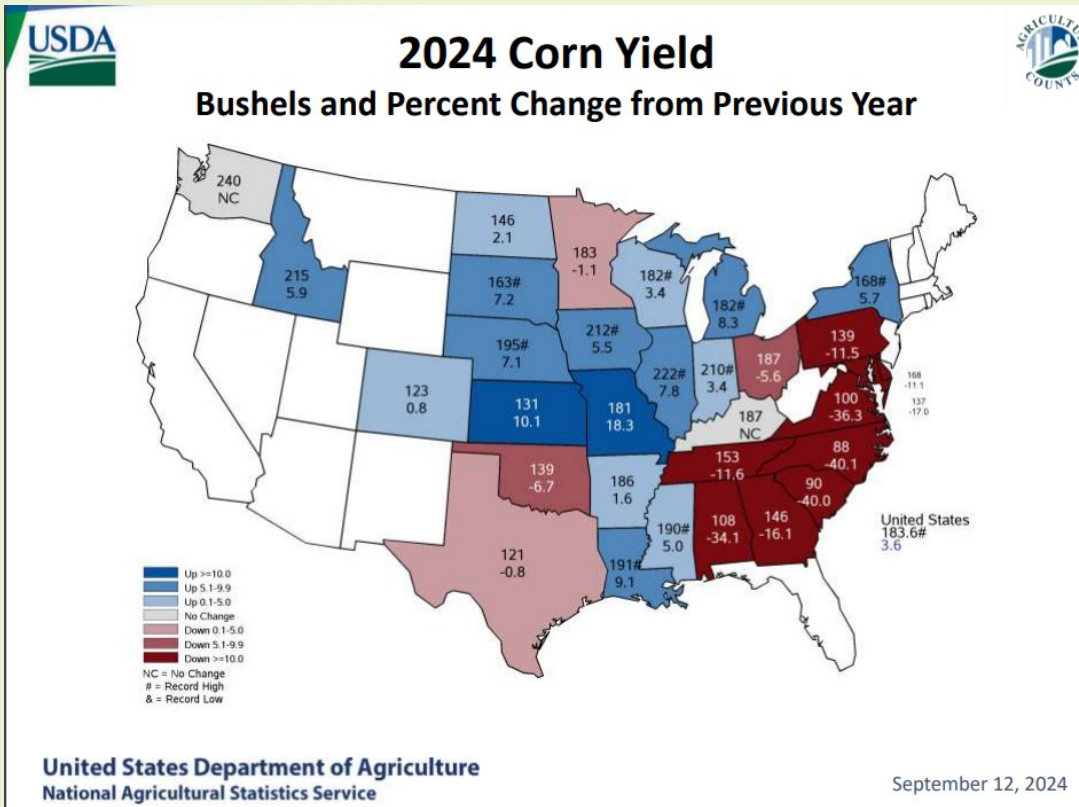 USDA
2024 Corn Yield
Bushels and Percent Change from Previous Year
AGRICULTURE
COUNTS
240
NC
215
5.9
146
2.1
163#
7.2
195#
7.1
123
0.8
131
10.1
139
-6.7
121
-0.8
183
-1.1
212#
5.5
181
18.3
186
1.6
191#
9.1
182#
3.4
222#
7.8
190#
5.0
182#
8.3
210#
3.4
187
-5.6
187
NC
153
-11.6
108
-34.1
146
-16.1
168#
5.7
139
-11.5
168
-11.1
137
-17.0
100
-36.3
88
-40.1
90
-40.0
United States
183.6#
3.6
Up >=10.0
Up 5.1-9.9
Up 0.1-5.0
No Change
Down 0.1-5.0
Down 5.1-9.9
Down >=10.0
NC = No Change
# = Record High
& = Record Low
United States Department of Agriculture
National Agricultural Statistics Service
September 12, 2024